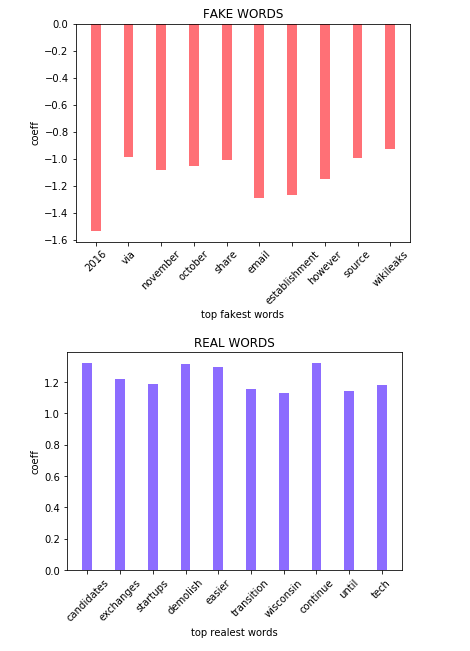 FAKE WORDS
0.0
−0.2
−0.4
−0.6
−0.8
−1.0
−1.2
−1.4
−1.6
coeff
2016
via
november
october
share
email
establishment
however
source
wikileaks
top fakest words
REAL WORDS
1.2
1.0
0.8
0.6
0.4
0.2
0.0
coeff
candidates
exchanges
startups
demolish
easier
transition
wisconsin
continue
until
tech
top realest words